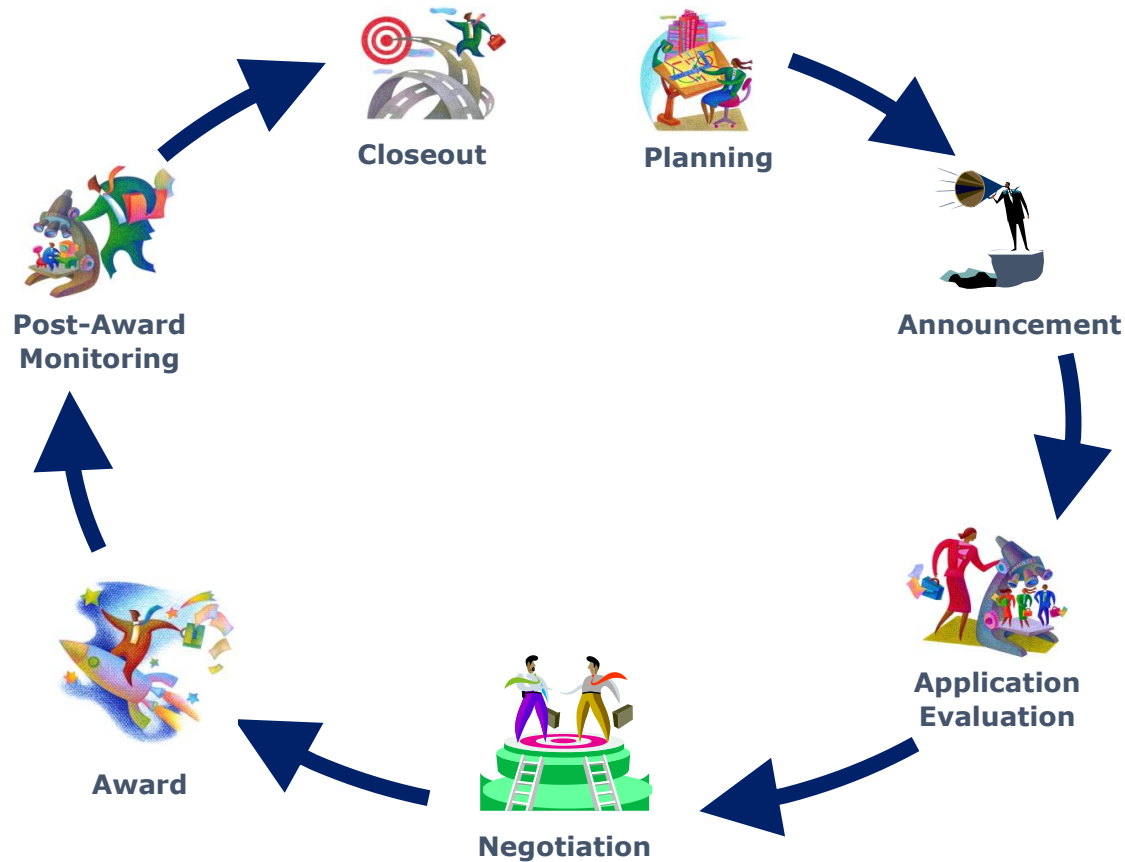 Closeout
Planning
Announcement
Application
Evaluation
Negotiation
Award
Post-Award
Monitoring